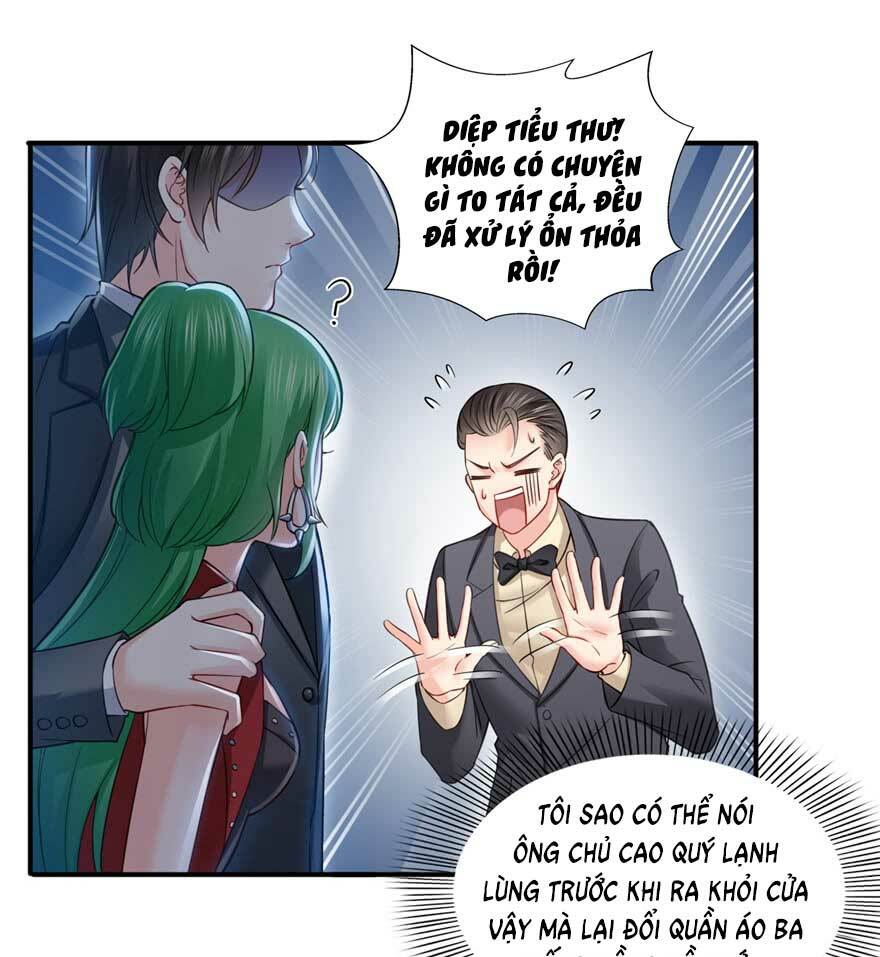 DIỆP TIỂU THƯ!
KHÔNG CÓ CHUYỆN
GÌ TO TÁT CẢ, ĐỀU
ĐÃ XỬ LÝ ỔN THỎA
RỒI!
?
TÔI SAO CÓ THỂ NÓI
ÔNG CHỦ CAO QUÝ LẠNH
LÙNG TRƯỚC KHI RA KHỎI CỬA
VẬY MÀ LẠI ĐỔI QUẦN ÁO BA